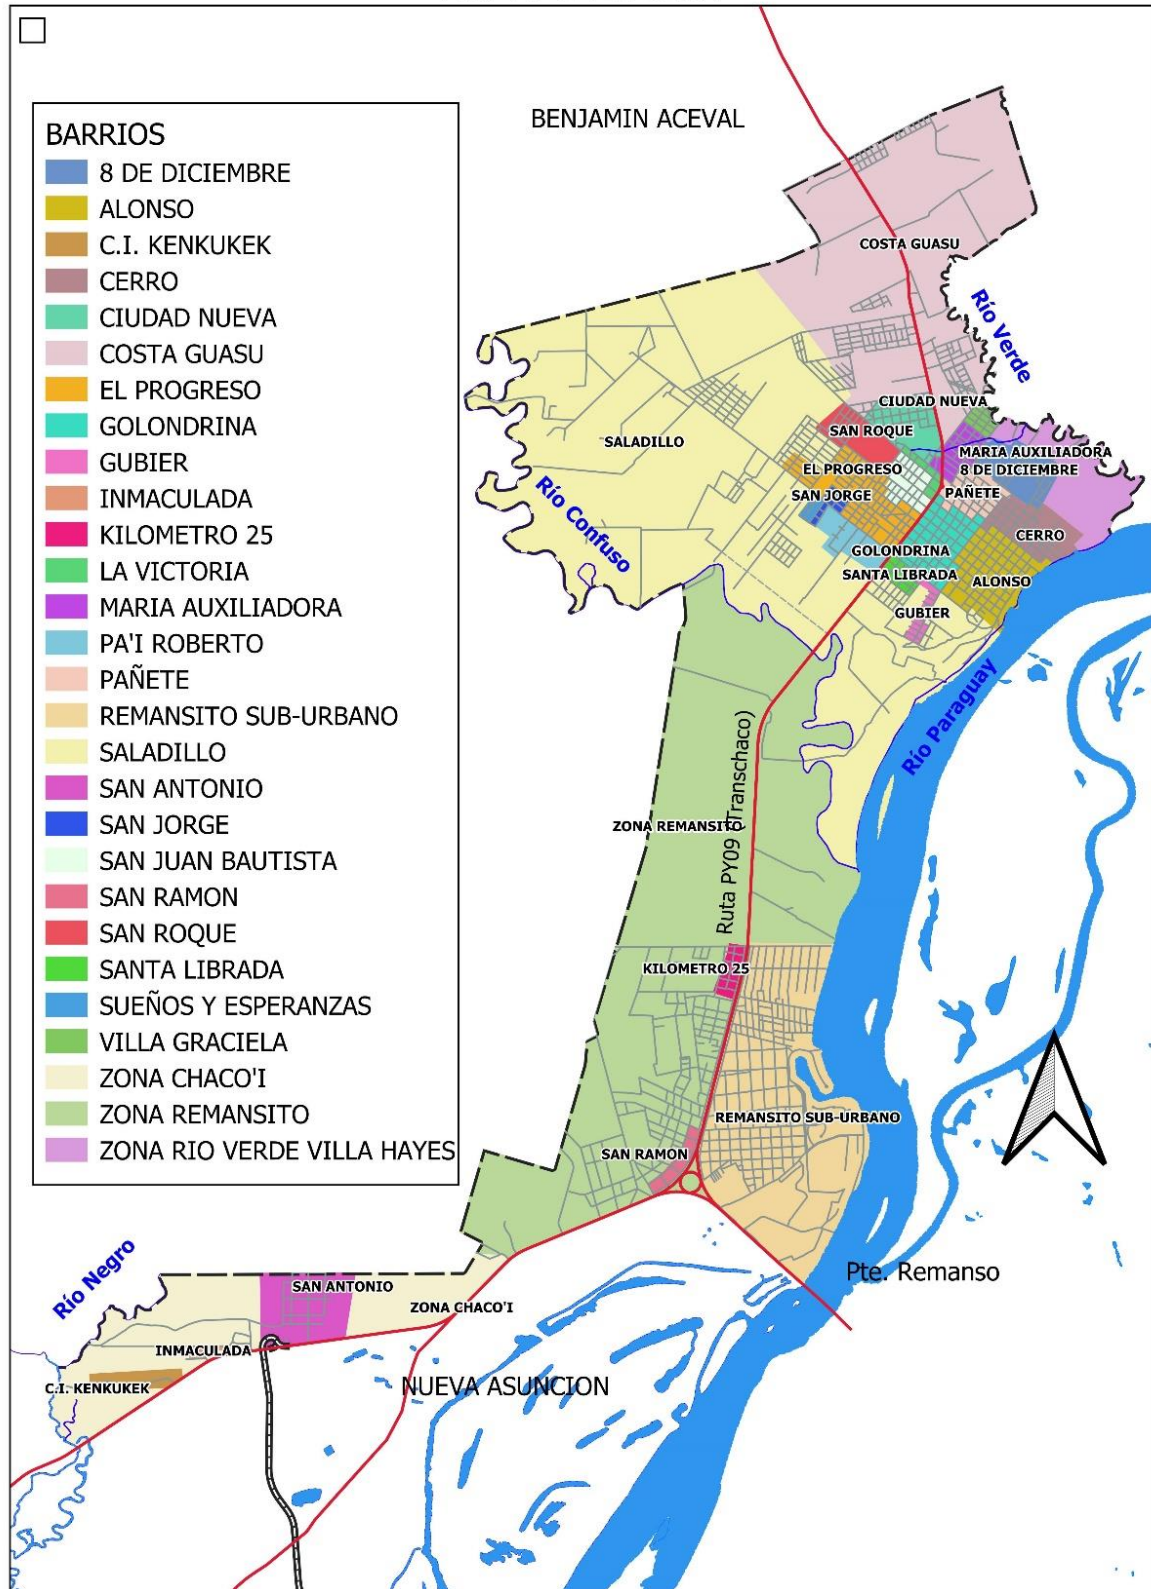 BENJAMIN ACEVAL
BARRIOS
8 DE DICIEMBRE
ALONSO
C.I. KENKUKEK
CERRO
CIUDAD NUEVA
COSTA GUASU
EL PROGRESO
GOLONDRINA
GUBIER
INMACULADA
KILOMETRO 25
LA VICTORIA
MARIA AUXILIADORA
PA'I ROBERTO
PAÑETE
REMANSITO SUB-URBANO
SALADILLO
SAN ANTONIO
SAN JORGE
SAN JUAN BAUTISTA
SAN RAMON
SAN ROQUE
SANTA LIBRADA
SUEÑOS Y ESPERANZAS
VILLA GRACIELA
ZONA CHACO'I
ZONA REMANSITO
ZONA RIO VERDE VILLA HAYES
COSTA GUASU
Río Verde
CIUDAD NUEVA
SAN ROQUE
SALADILLO
MARIA AUXILIADORA
EL PROGRESO
8 DE DICIEMBRE
SAN JORGE
PAÑETE
Río Confuso
CERRO
GOLONDRINA
SANTA LIBRADA
ALONSO
GUBIER
Río Paraguay
Ruta PY09 (Transchaco)
ZONA REMANSITO
KILOMETRO 25
REMANSITO SUB-URBANO
SAN RAMON
Pte. Remanso
Río Negro
SAN ANTONIO
ZONA CHACO'I
INMACULADA
C.I. KENKUKEK
NUEVA ASUNCION